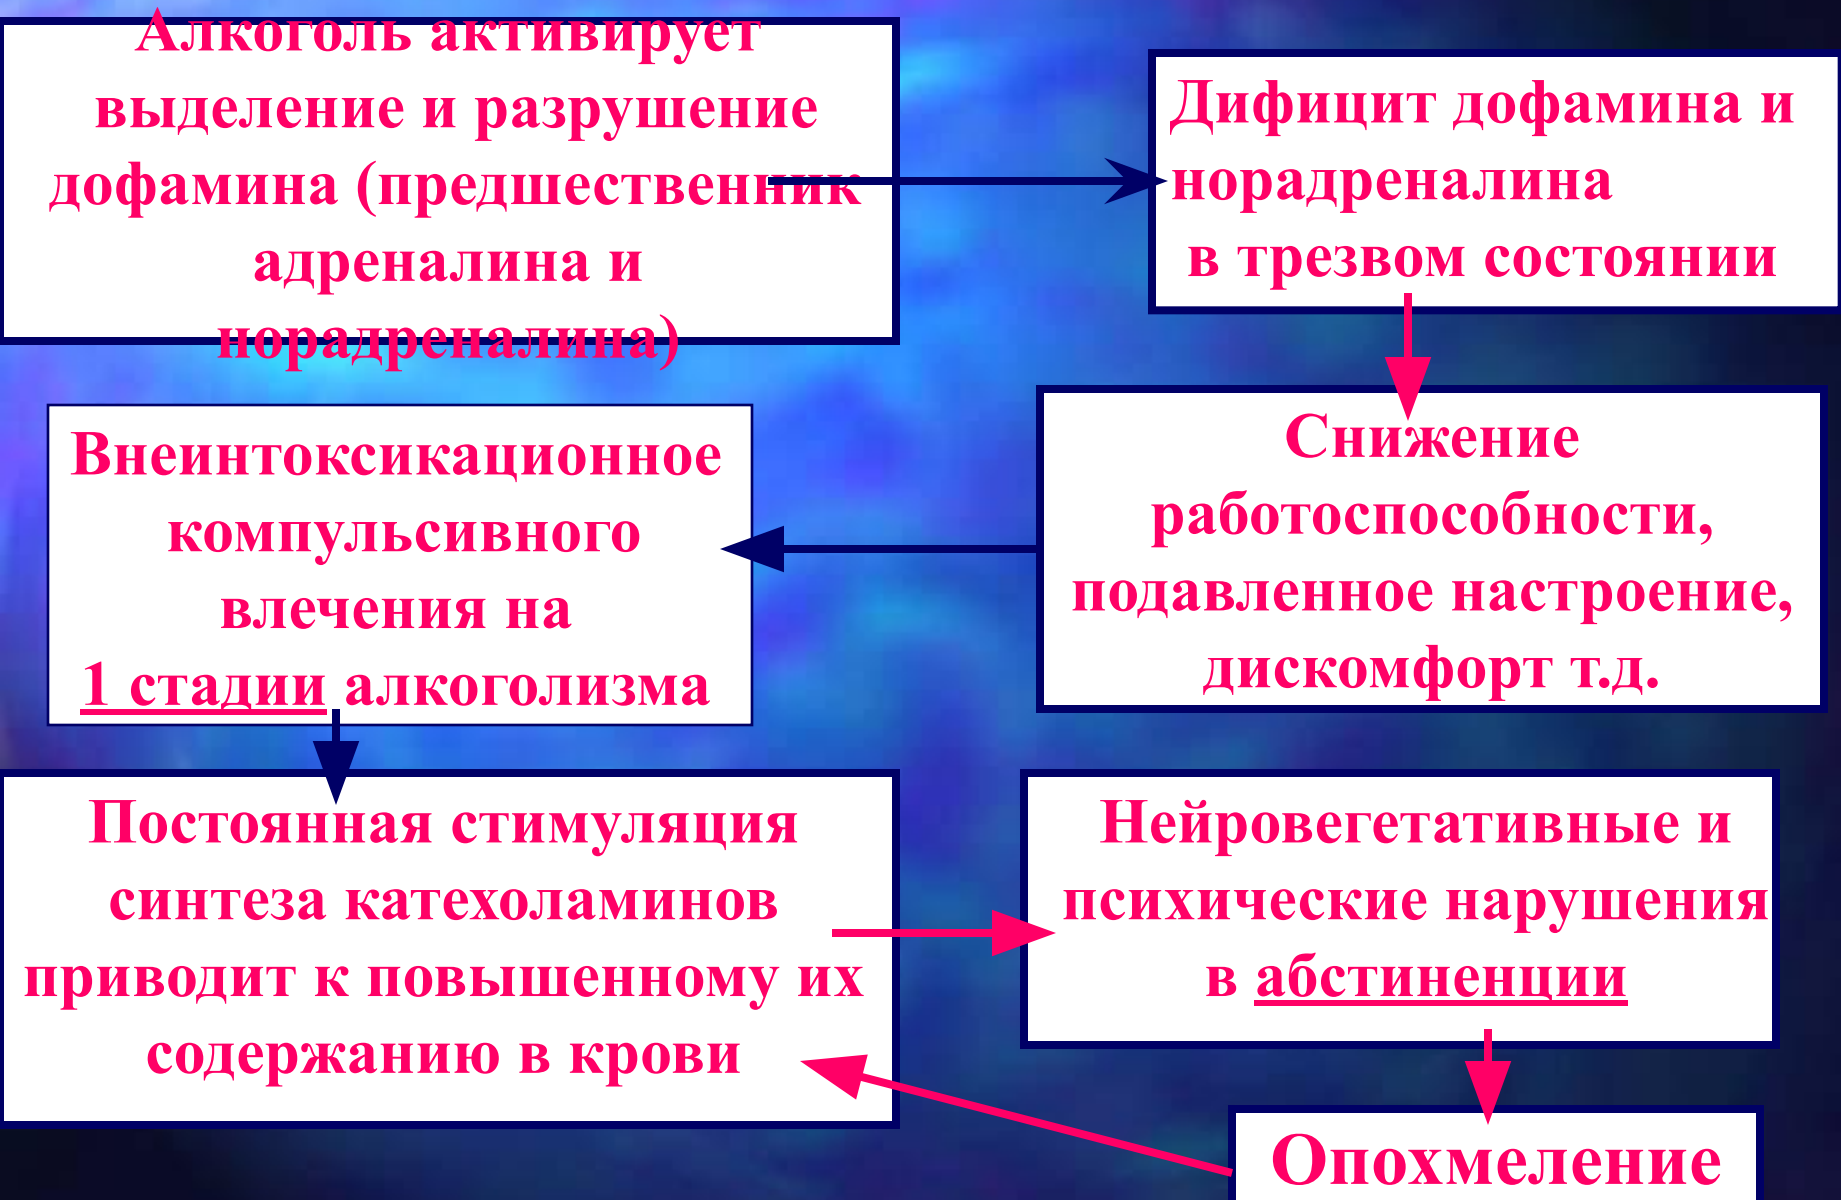 Алкоголь активирует
выделение и разрушение
дофамина (предшественник
адреналина и
норадреналина)
Дифицит дофамина и
норадреналина
в трезвом состоянии
Снижение
работоспособности,
подавленное настроение,
дискомфорт т.д.
Внеинтоксикационное
компульсивного
влечения на
1 стадии алкоголизма
Постоянная стимуляция
синтеза катехоламинов
приводит к повышенному их
содержанию в крови
Нейровегетативные и
психические нарушения
в абстиненции
Опохмеление